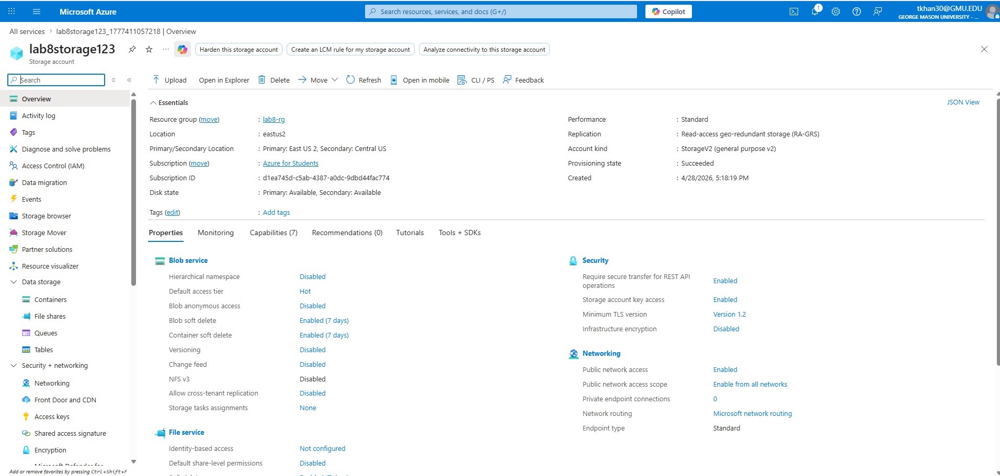 Microsoft Azure
Search resources, services, and docs (G+/)
Copilot
1
tkhan30@GMU.EDU
GEORGE MASON UNIVERSITY - ...
All services > lab8storage123_1777411057218 | Overview
lab8storage123
Storage account
Harden this storage account
Create an LCM rule for my storage account
Analyze connectivity to this storage account
Search
Overview
Activity log
Tags
Diagnose and solve problems
Access Control (IAM)
Data migration
Events
Storage browser
Storage Mover
Partner solutions
Resource visualizer
Data storage
Containers
File shares
Queues
Tables
Security + networking
Networking
Front Door and CDN
Access keys
Shared access signature
Encryption
Add or remove favorites by pressing Ctrl+Shift+F
Upload Open in Explorer Delete Move Refresh Open in mobile CLI / PS Feedback
Essentials
JSON View
Resource group (move) : lab8-rg
Location : eastus2
Primary/Secondary Location : Primary: East US 2, Secondary: Central US
Subscription (move) : Azure for Students
Subscription ID : d1ea745d-c5ab-4387-a0dc-9dbd44fac774
Disk state : Primary: Available, Secondary: Available
Tags (edit) : Add tags
Performance : Standard
Replication : Read-access geo-redundant storage (RA-GRS)
Account kind : StorageV2 (general purpose v2)
Provisioning state : Succeeded
Created : 4/28/2026, 5:18:19 PM
Properties Monitoring Capabilities (7) Recommendations (0) Tutorials Tools + SDKs
Blob service
Hierarchical namespace Disabled
Default access tier Hot
Blob anonymous access Disabled
Blob soft delete Enabled (7 days)
Container soft delete Enabled (7 days)
Versioning Disabled
Change feed Disabled
NFS v3 Disabled
Allow cross-tenant replication Disabled
Storage tasks assignments None
File service
Identity-based access Not configured
Default share-level permissions Disabled
Security
Require secure transfer for REST API
operations Enabled
Storage account key access Enabled
Minimum TLS version Version 1.2
Infrastructure encryption Disabled
Networking
Public network access Enabled
Public network access scope Enable from all networks
Private endpoint connections 0
Network routing Microsoft network routing
Endpoint type Standard